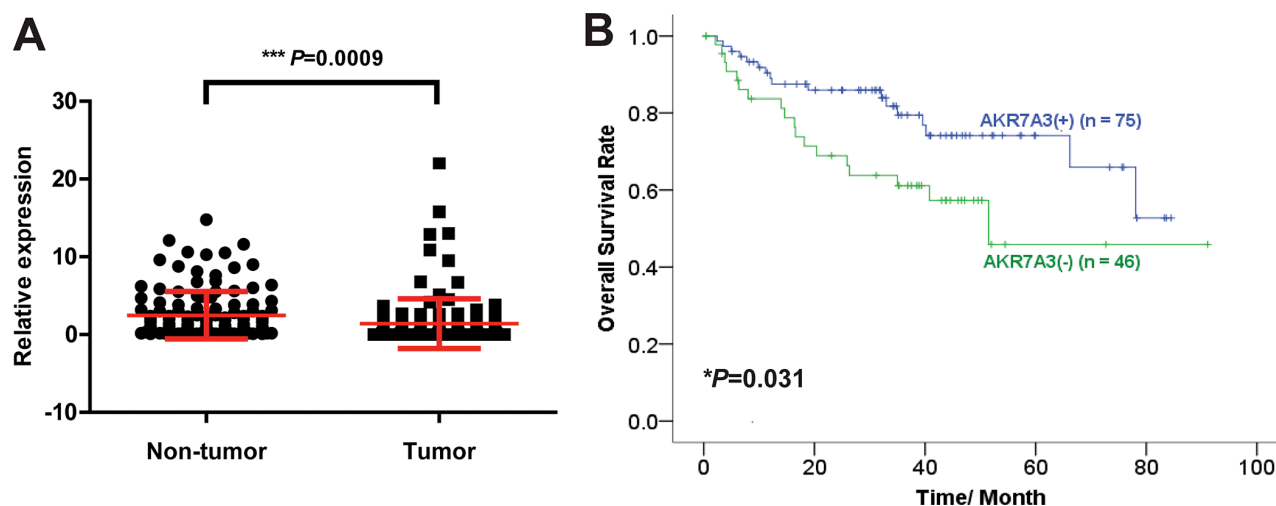 A
*** P=0.0009
Relative expression
30
20
10
0
-10
Non-tumor
Tumor
B
Overall Survival Rate
1.0
0.8
0.6
0.4
0.2
0.0
AKR7A3(+) (n = 75)
AKR7A3(-) (n = 46)
*P=0.031
0
20
40
60
80
100
Time/ Month